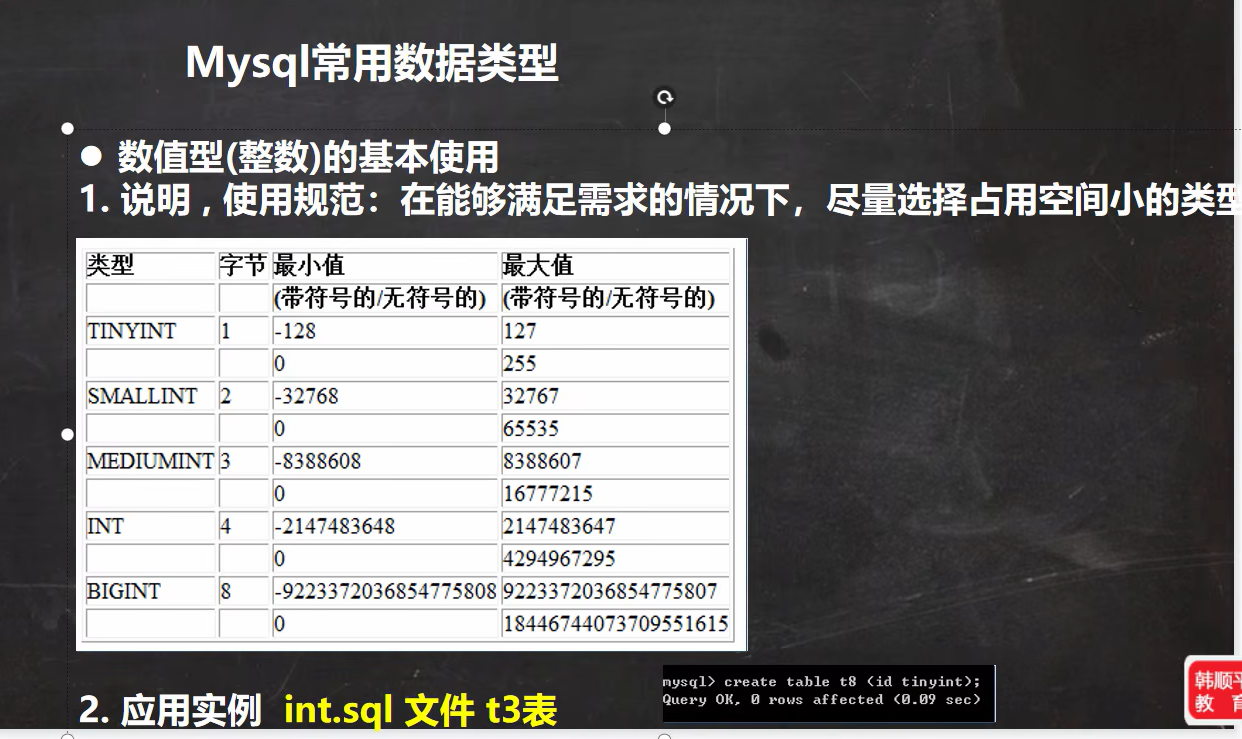 Mysql常用数据类型
● 数值型(整数)的基本使用
1. 说明，使用规范：在能够满足需求的情况下，尽量选择占用空间小的类型
类型 字节 最小值 最大值
(带符号的/无符号的) (带符号的/无符号的)
TINYINT 1 -128 127
0 255
SMALLINT 2 -32768 32767
0 65535
MEDIUMINT 3 -8388608 8388607
0 16777215
INT 4 -2147483648 2147483647
0 4294967295
BIGINT 8 -9223372036854775808 9223372036854775807
0 18446744073709551615
mysql> create table t8 (id tinyint);
Query OK, 0 rows affected (0.09 sec)
2. 应用实例 int.sql 文件 t3表
韩顺平
教 育